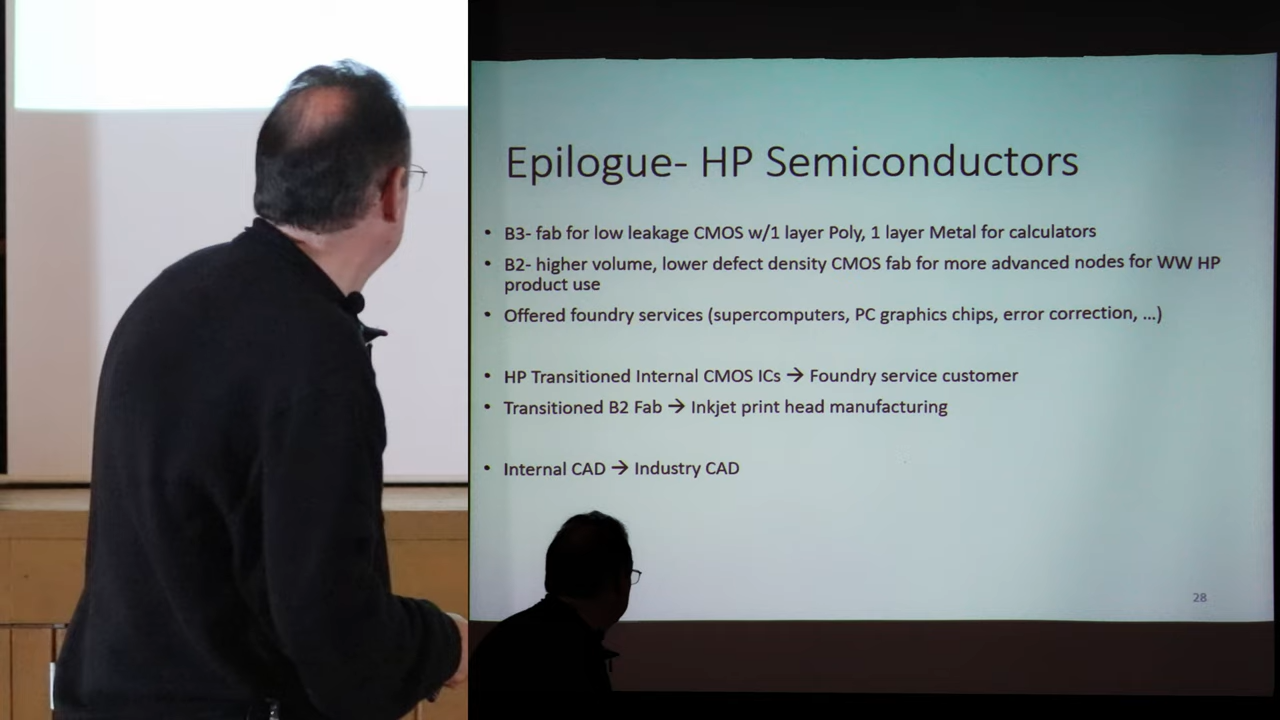 Epilogue- HP Semiconductors
• B3- fab for low leakage CMOS w/1 layer Poly, 1 layer Metal for calculators
• B2- higher volume, lower defect density CMOS fab for more advanced nodes for WW HP
product use
• Offered foundry services (supercomputers, PC graphics chips, error correction, ...)
• HP Transitioned Internal CMOS ICs → Foundry service customer
• Transitioned B2 Fab → Inkjet print head manufacturing
• Internal CAD → Industry CAD
28